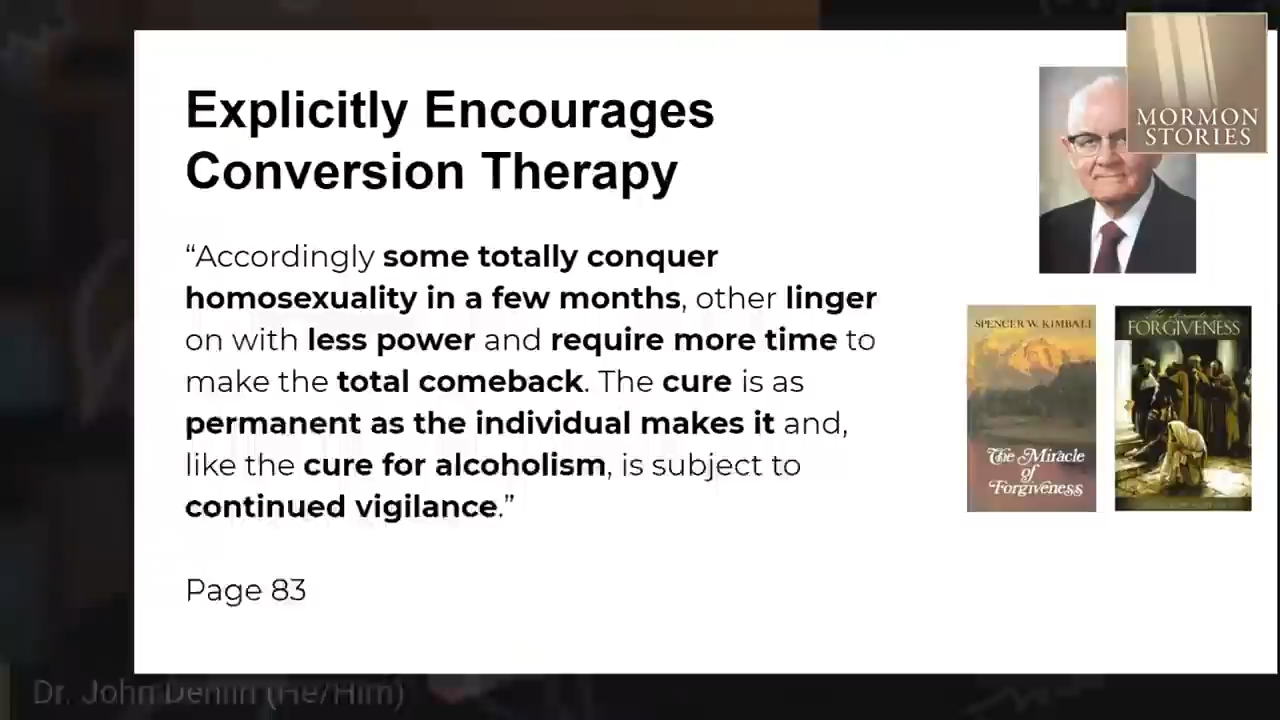 Explicitly Encourages
Conversion Therapy
“Accordingly some totally conquer
homosexuality in a few months, other linger
on with less power and require more time to
make the total comeback. The cure is as
permanent as the individual makes it and,
like the cure for alcoholism, is subject to
continued vigilance.”
Page 83
MORMON
STORIES
SPENCER W. KIMBALL
The Miracle
of
Forgiveness
FORGIVENESS
Dr. John Dehlin (He/Him)